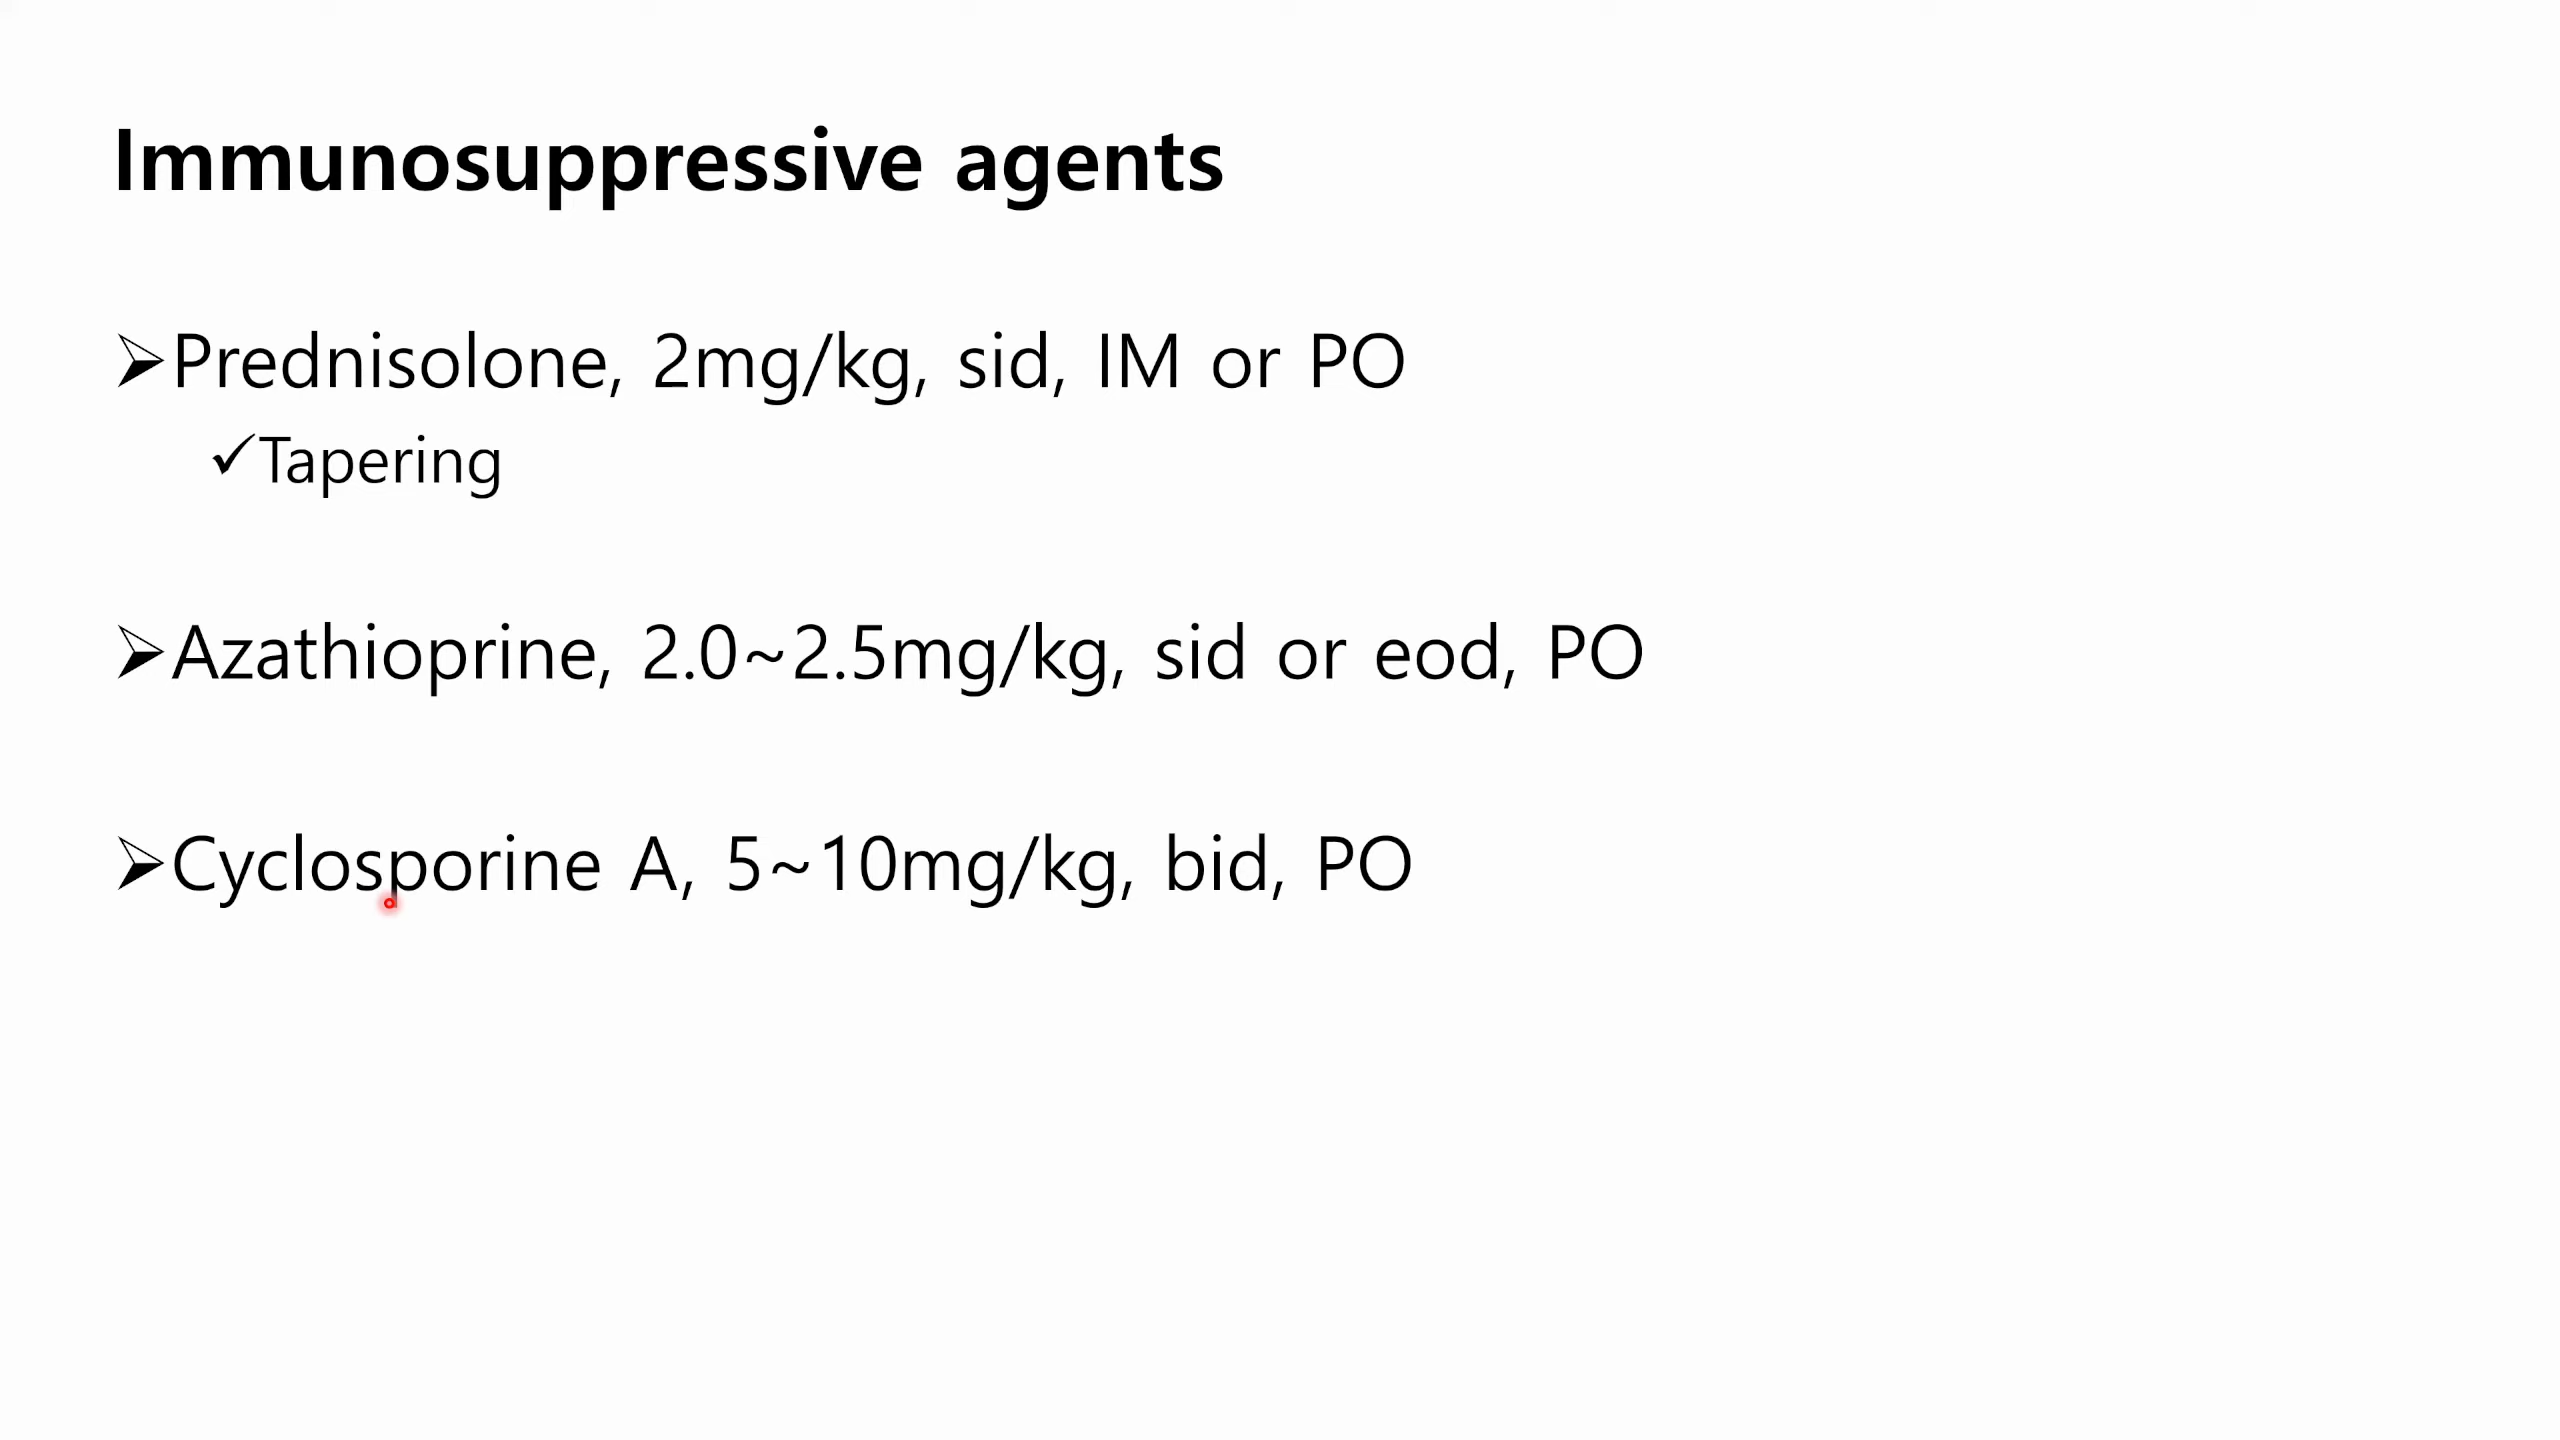 Immunosuppressive agents
➢Prednisolone, 2mg/kg, sid, IM or PO
✓Tapering
➢Azathioprine, 2.0~2.5mg/kg, sid or eod, PO
➢Cyclosporine A, 5~10mg/kg, bid, PO